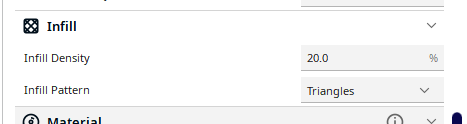 Infill
Infill Density 20.0 %
Infill Pattern Triangles
Material